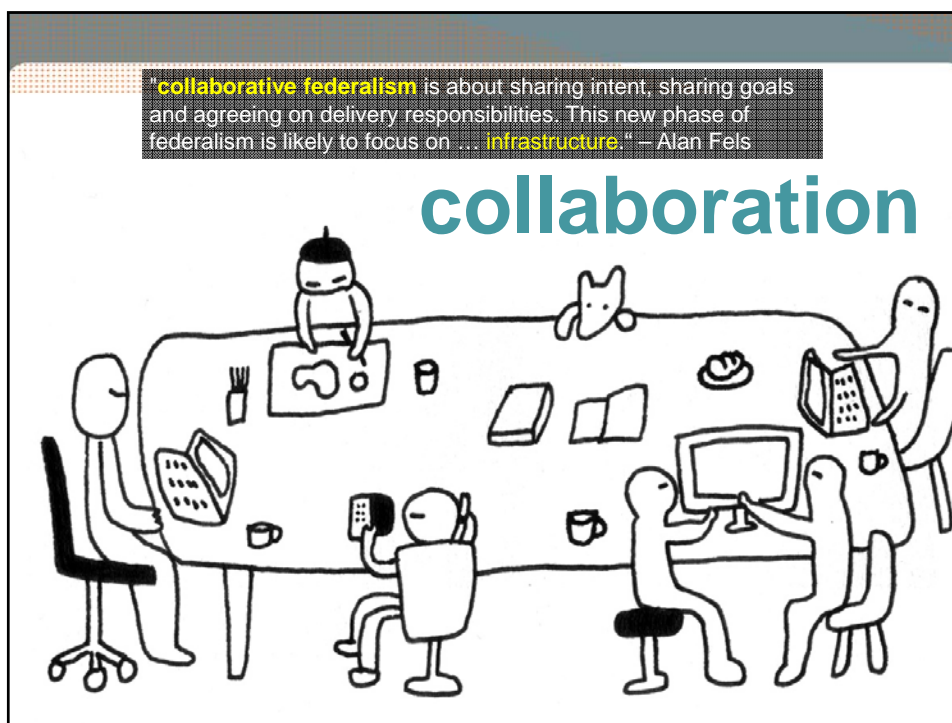 "collaborative federalism is about sharing intent, sharing goals
and agreeing on delivery responsibilities. This new phase of
federalism is likely to focus on … infrastructure." – Alan Fels
collaboration